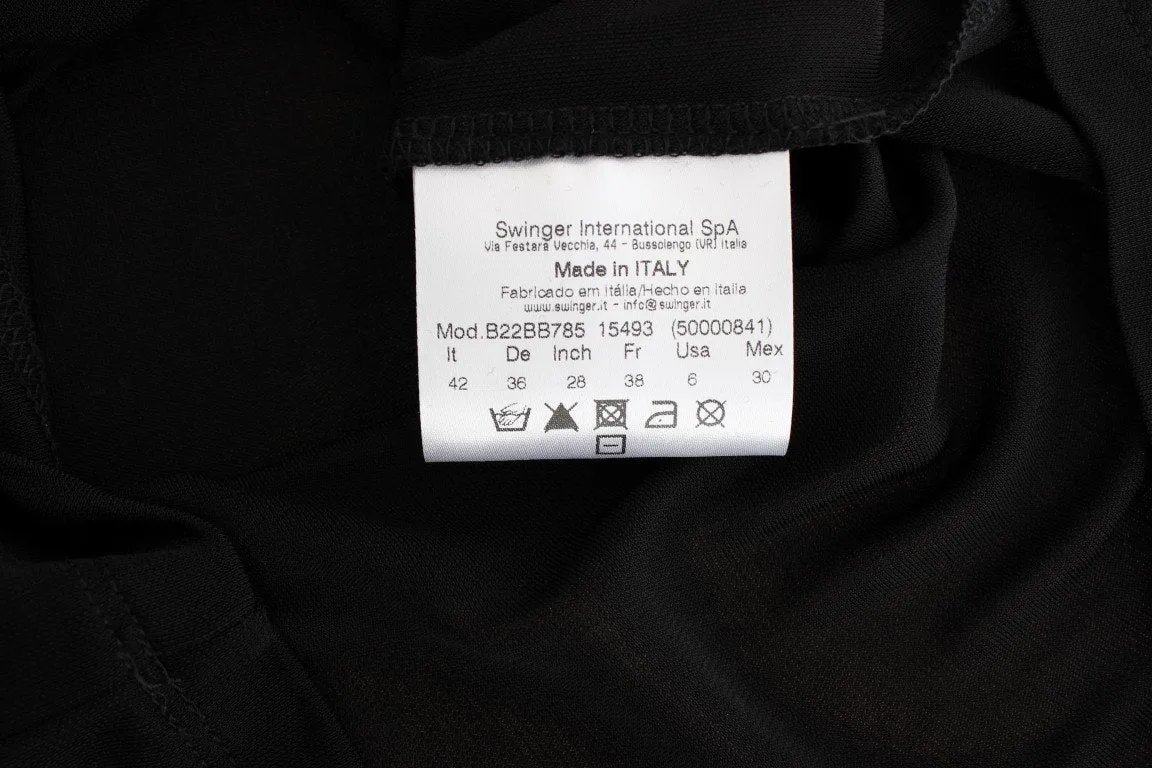 Swinger International SpA
Via Festara Vecchia, 44 - Bussolengo (VR) Italia
Made in ITALY
Fabricado em Itália/Hecho en Italia
www.swinger.it - info@swinger.it
Mod.B22BB785 15493 (50000841)
It De Inch Fr Usa Mex
42 36 28 38 6 30